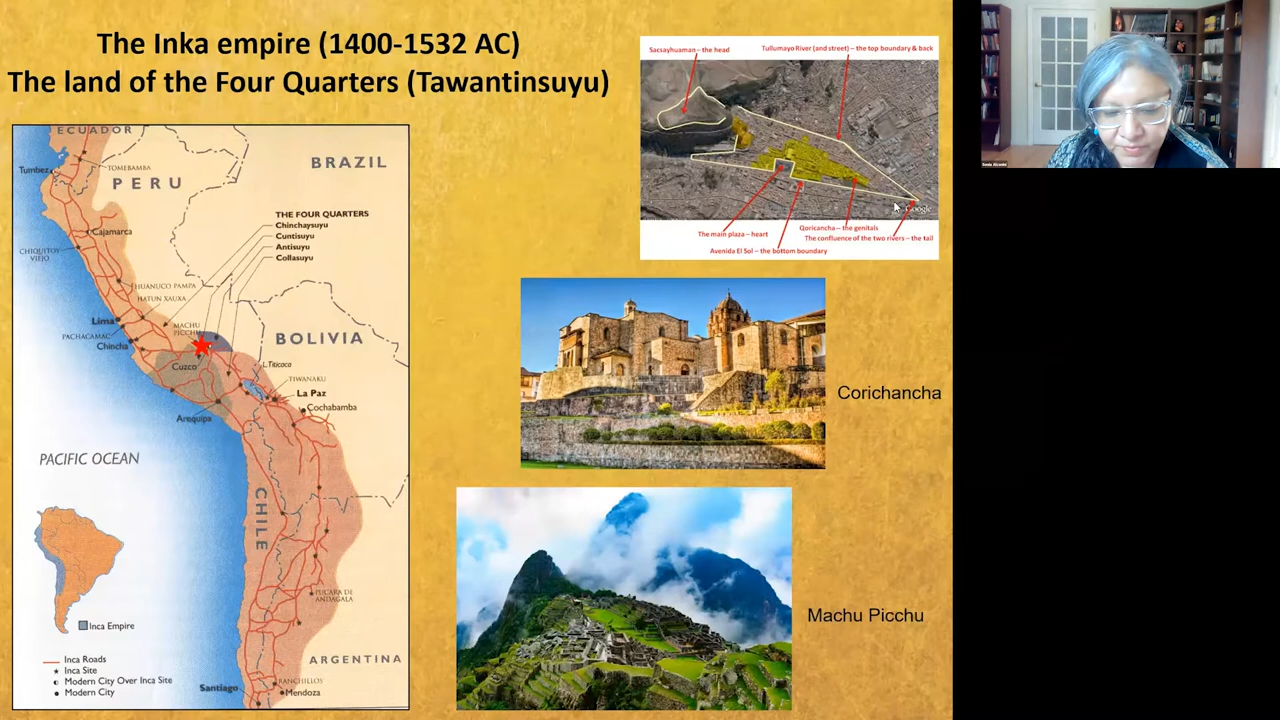 The Inka empire (1400-1532 AC)
The land of the Four Quarters (Tawantinsuyu)
ECUADOR
Tumbez
TOMEBAMBA
PERU
BRAZIL
THE FOUR QUARTERS
Chinchaysuyu
Cuntisuyu
Antisuyu
Collasuyu
Cajamarca
CHIQUITOY
VIEJO
HUANUCO PAMPA
HATUN XAUXA
Lima
MACHU
PICCHU
PACHACAMAC
Chincha
BOLIVIA
Cuzco
L.Titicaca
TIWANAKU
La Paz
Cochabamba
Arequipa
PACIFIC OCEAN
CHILE
PUCARA DE
ANDAGALA
Inca Empire
Inca Roads
Inca Site
Modern City Over Inca Site
Modern City
ARGENTINA
RANCHILLOS
Santiago
Mendoza
Sacsayhuaman – the head
Tullumayo River (and street) – the top boundary & back
Google
The main plaza – heart
Qoricancha – the genitals
The confluence of the two rivers – the tail
Avenida El Sol – the bottom boundary
Corichancha
Machu Picchu